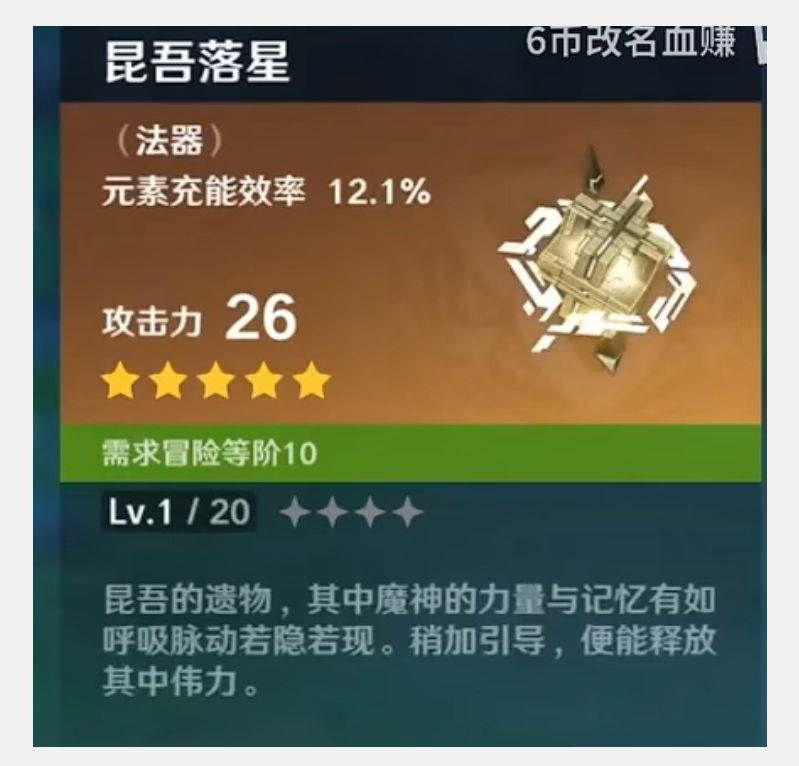 昆吾落星
6币改名血赚
（法器）
元素充能效率 12.1%
攻击力 26
需求冒险等阶10
Lv.1 / 20
昆吾的遗物，其中魔神的力量与记忆有如
呼吸脉动若隐若现。稍加引导，便能释放
其中伟力。